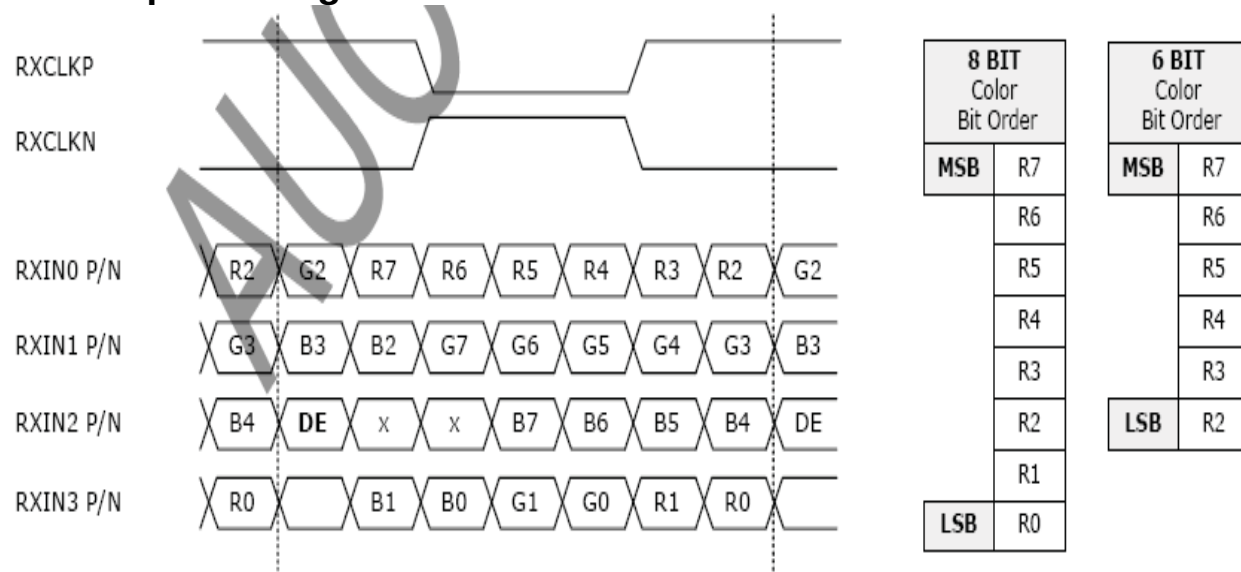 RXCLKP
RXCLKN
RXIN0 P/N R2 G2 R7 R6 R5 R4 R3 R2 G2
RXIN1 P/N G3 B3 B2 G7 G6 G5 G4 G3 B3
RXIN2 P/N B4 DE x x B7 B6 B5 B4 DE
RXIN3 P/N R0 B1 B0 G1 G0 R1 R0
AUO
8 BIT
Color
Bit Order
MSB R7
R6
R5
R4
R3
R2
R1
LSB R0
6 BIT
Color
Bit Order
MSB R7
R6
R5
R4
R3
LSB R2